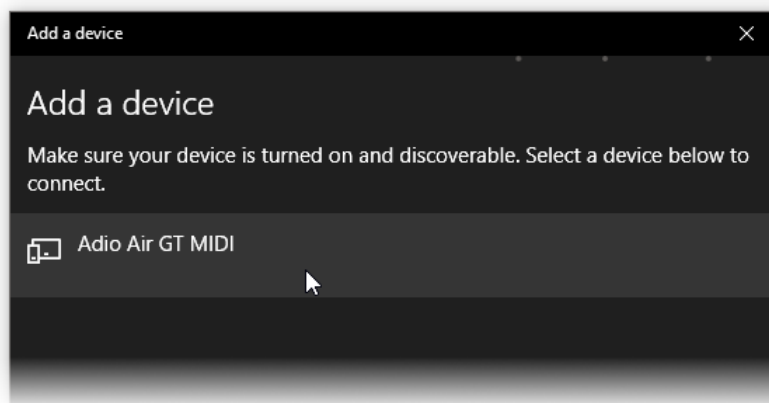 Add a device
Add a device
Make sure your device is turned on and discoverable. Select a device below to
connect.
Adio Air GT MIDI